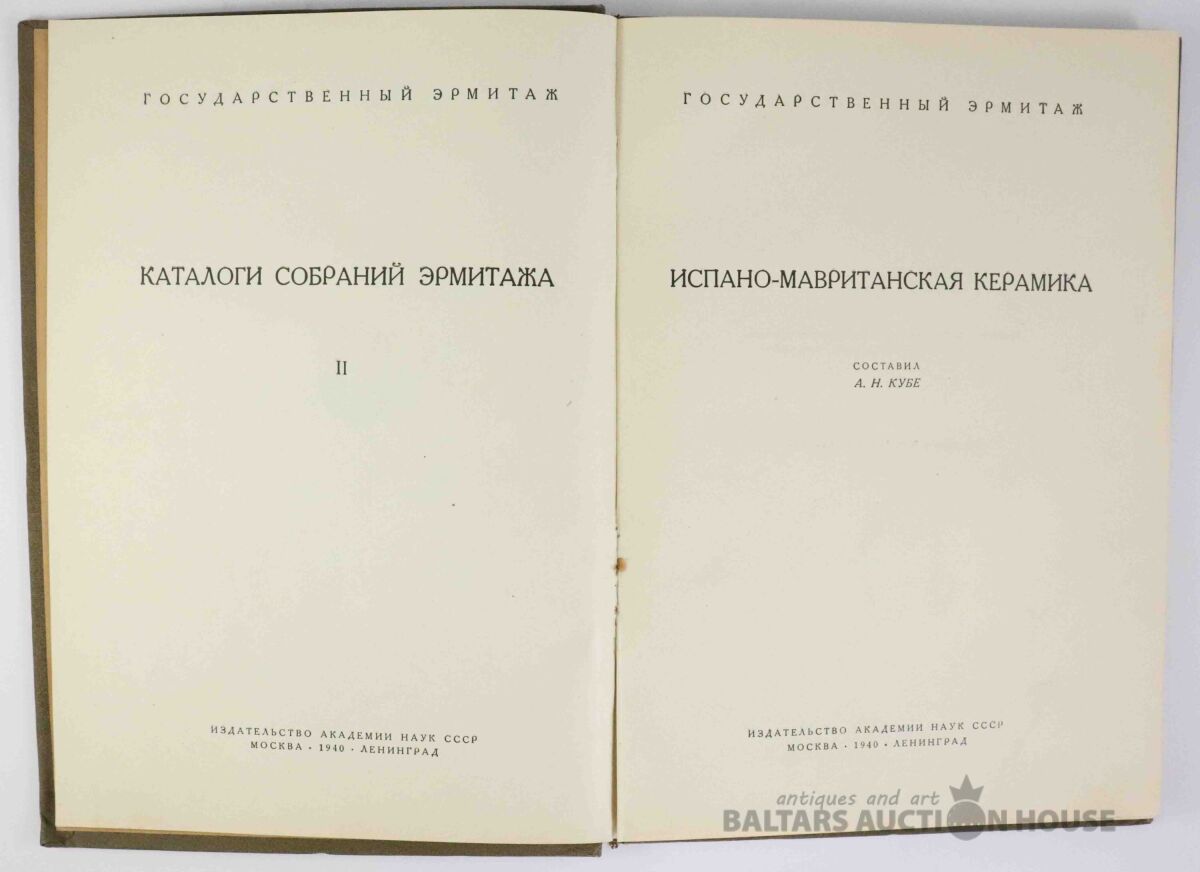 ГОСУДАРСТВЕННЫЙ ЭРМИТАЖ
КАТАЛОГИ СОБРАНИЙ ЭРМИТАЖА
II
ИЗДАТЕЛЬСТВО АКАДЕМИИ НАУК СССР
МОСКВА · 1940 · ЛЕНИНГРАД
ГОСУДАРСТВЕННЫЙ ЭРМИТАЖ
ИСПАНО-МАВРИТАНСКАЯ КЕРАМИКА
СОСТАВИЛ
А. Н. КУБЕ
ИЗДАТЕЛЬСТВО АКАДЕМИИ НАУК СССР
МОСКВА · 1940 · ЛЕНИНГРАД
antiques and art
BALTARS AUCTION HOUSE